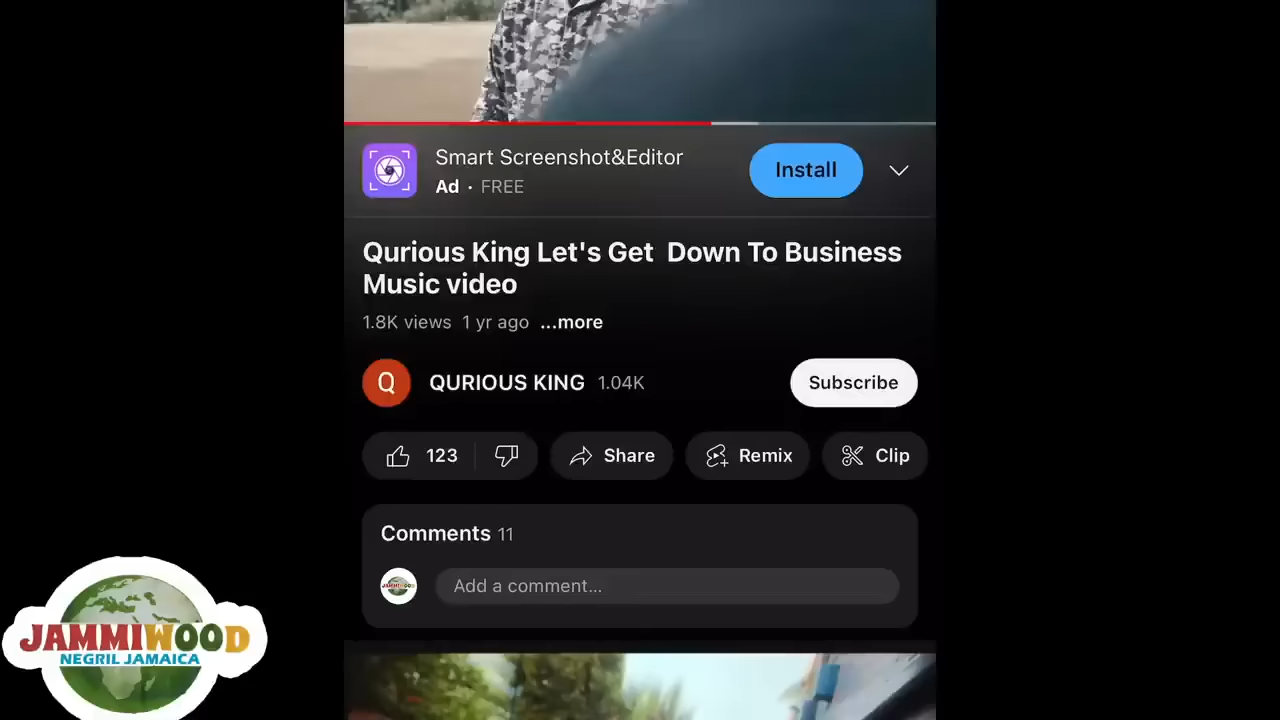 Smart Screenshot&Editor
Ad · FREE
Install
Qurious King Let's Get Down To Business
Music video
1.8K views 1 yr ago ...more
Q
QURIOUS KING 1.04K
Subscribe
123
Share
Remix
Clip
Comments 11
JAMMIWOOD
Add a comment...
JAMMIWOOD
NEGRIL JAMAICA